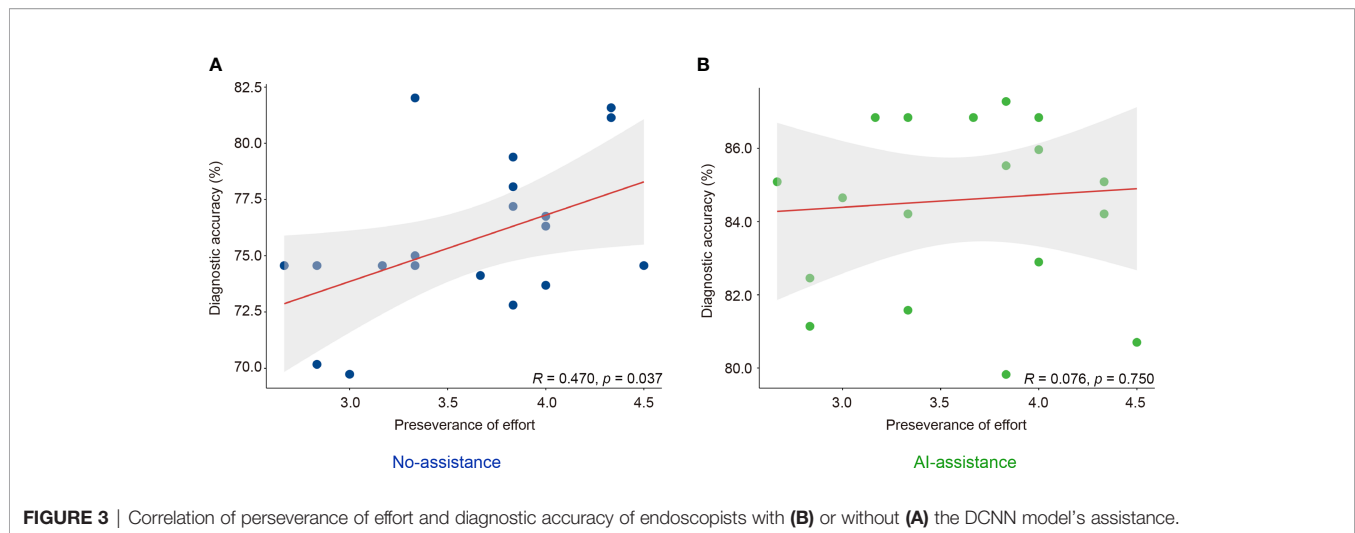 A
B
82.5
80.0
77.5
75.0
72.5
70.0
Diagnostic accuracy (%)
R = 0.470, p = 0.037
3.0 3.5 4.0 4.5
Preseverance of effort
No-assistance
86.0
84.0
82.0
80.0
Diagnostic accuracy (%)
R = 0.076, p = 0.750
3.0 3.5 4.0 4.5
Preseverance of effort
AI-assistance
FIGURE 3 | Correlation of perseverance of effort and diagnostic accuracy of endoscopists with (B) or without (A) the DCNN model's assistance.